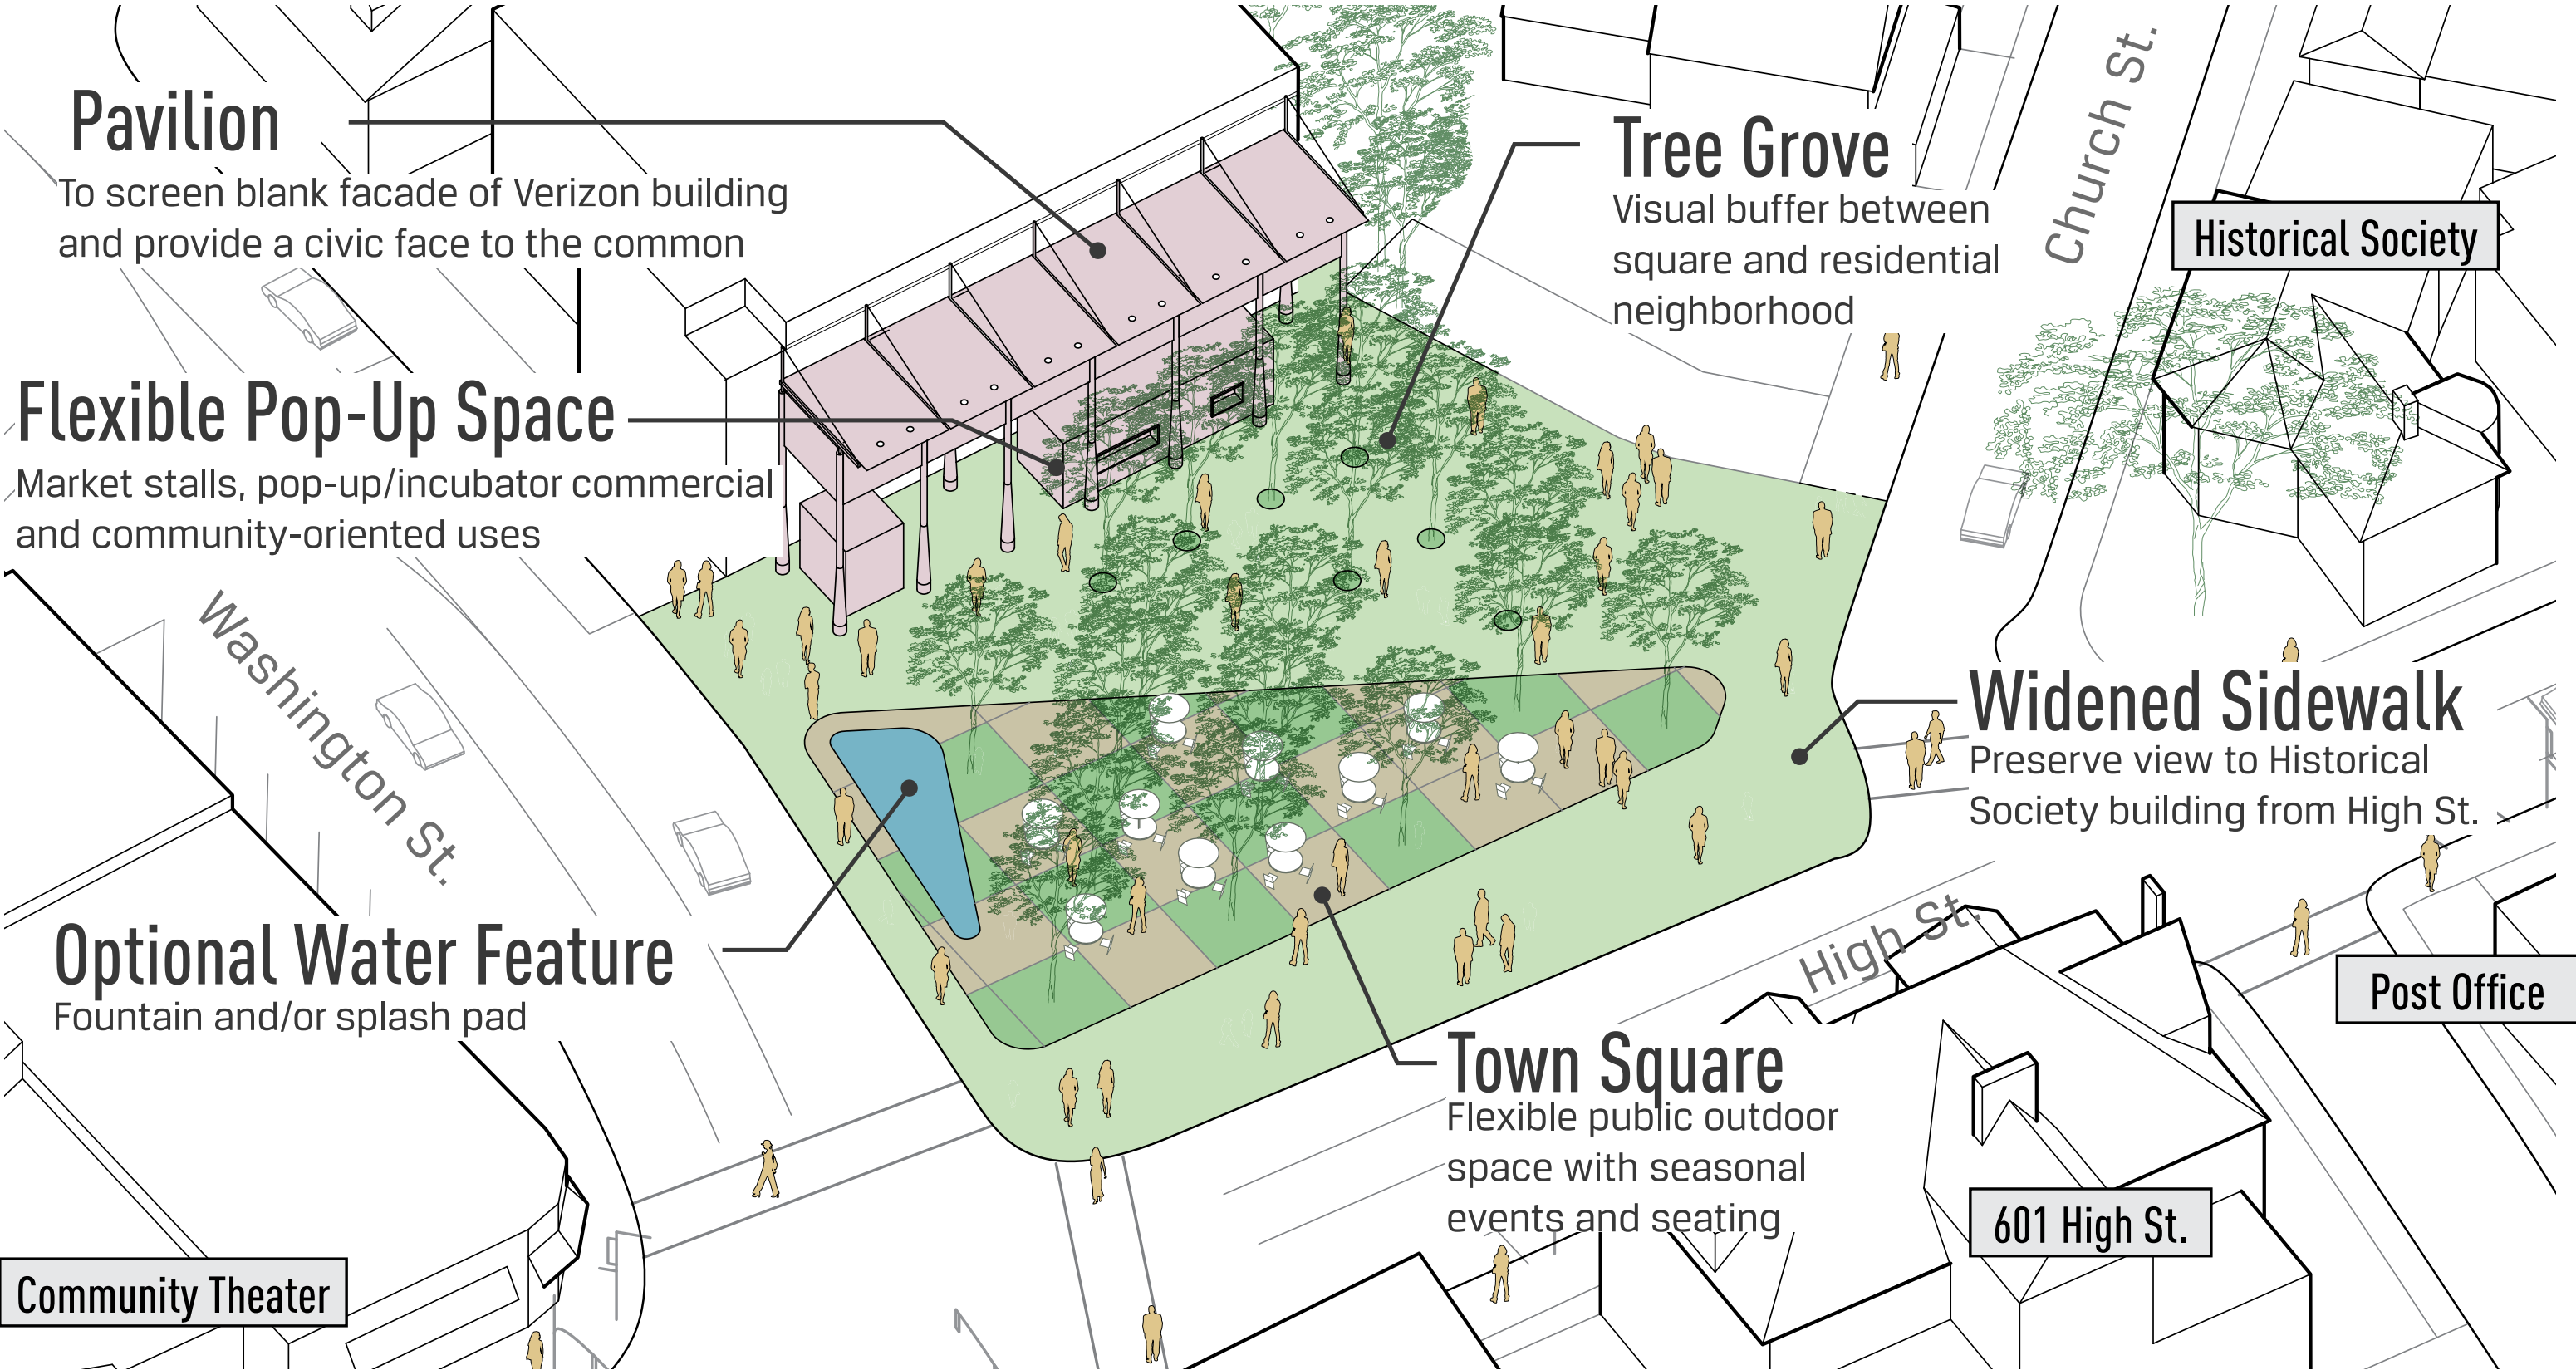 Pavilion
To screen blank facade of Verizon building
and provide a civic face to the common
Tree Grove
Visual buffer between
square and residential
neighborhood
Church St.
Historical Society
Flexible Pop-Up Space
Market stalls, pop-up/incubator commercial
and community-oriented uses
Washington St.
Widened Sidewalk
Preserve view to Historical
Society building from High St.
Optional Water Feature
Fountain and/or splash pad
High St.
Post Office
Town Square
Flexible public outdoor
space with seasonal
events and seating
601 High St.
Community Theater